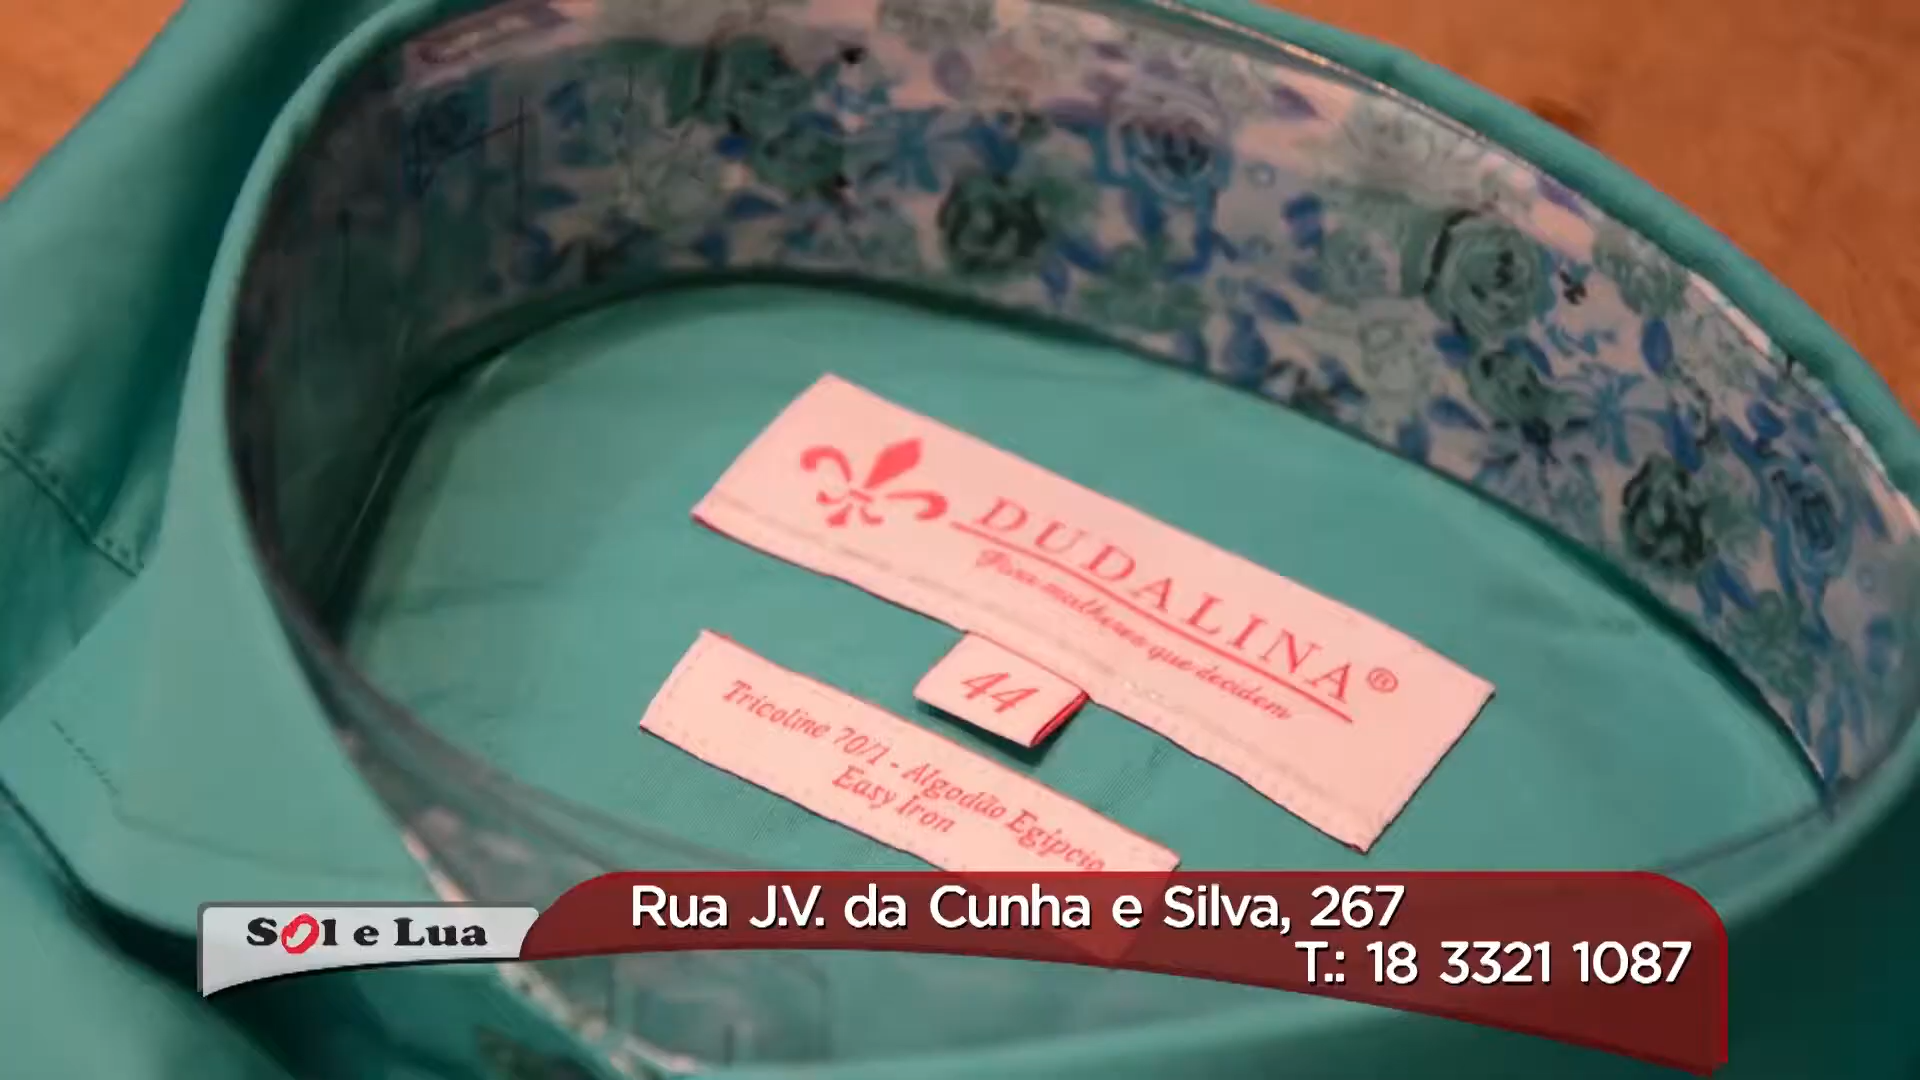 DUDALINA®
Para mulheres que decidem
44
Tricoline 70/1 - Algodão Egípcio
Easy Iron
Sol e Lua
Rua J.V. da Cunha e Silva, 267
T.: 18 3321 1087